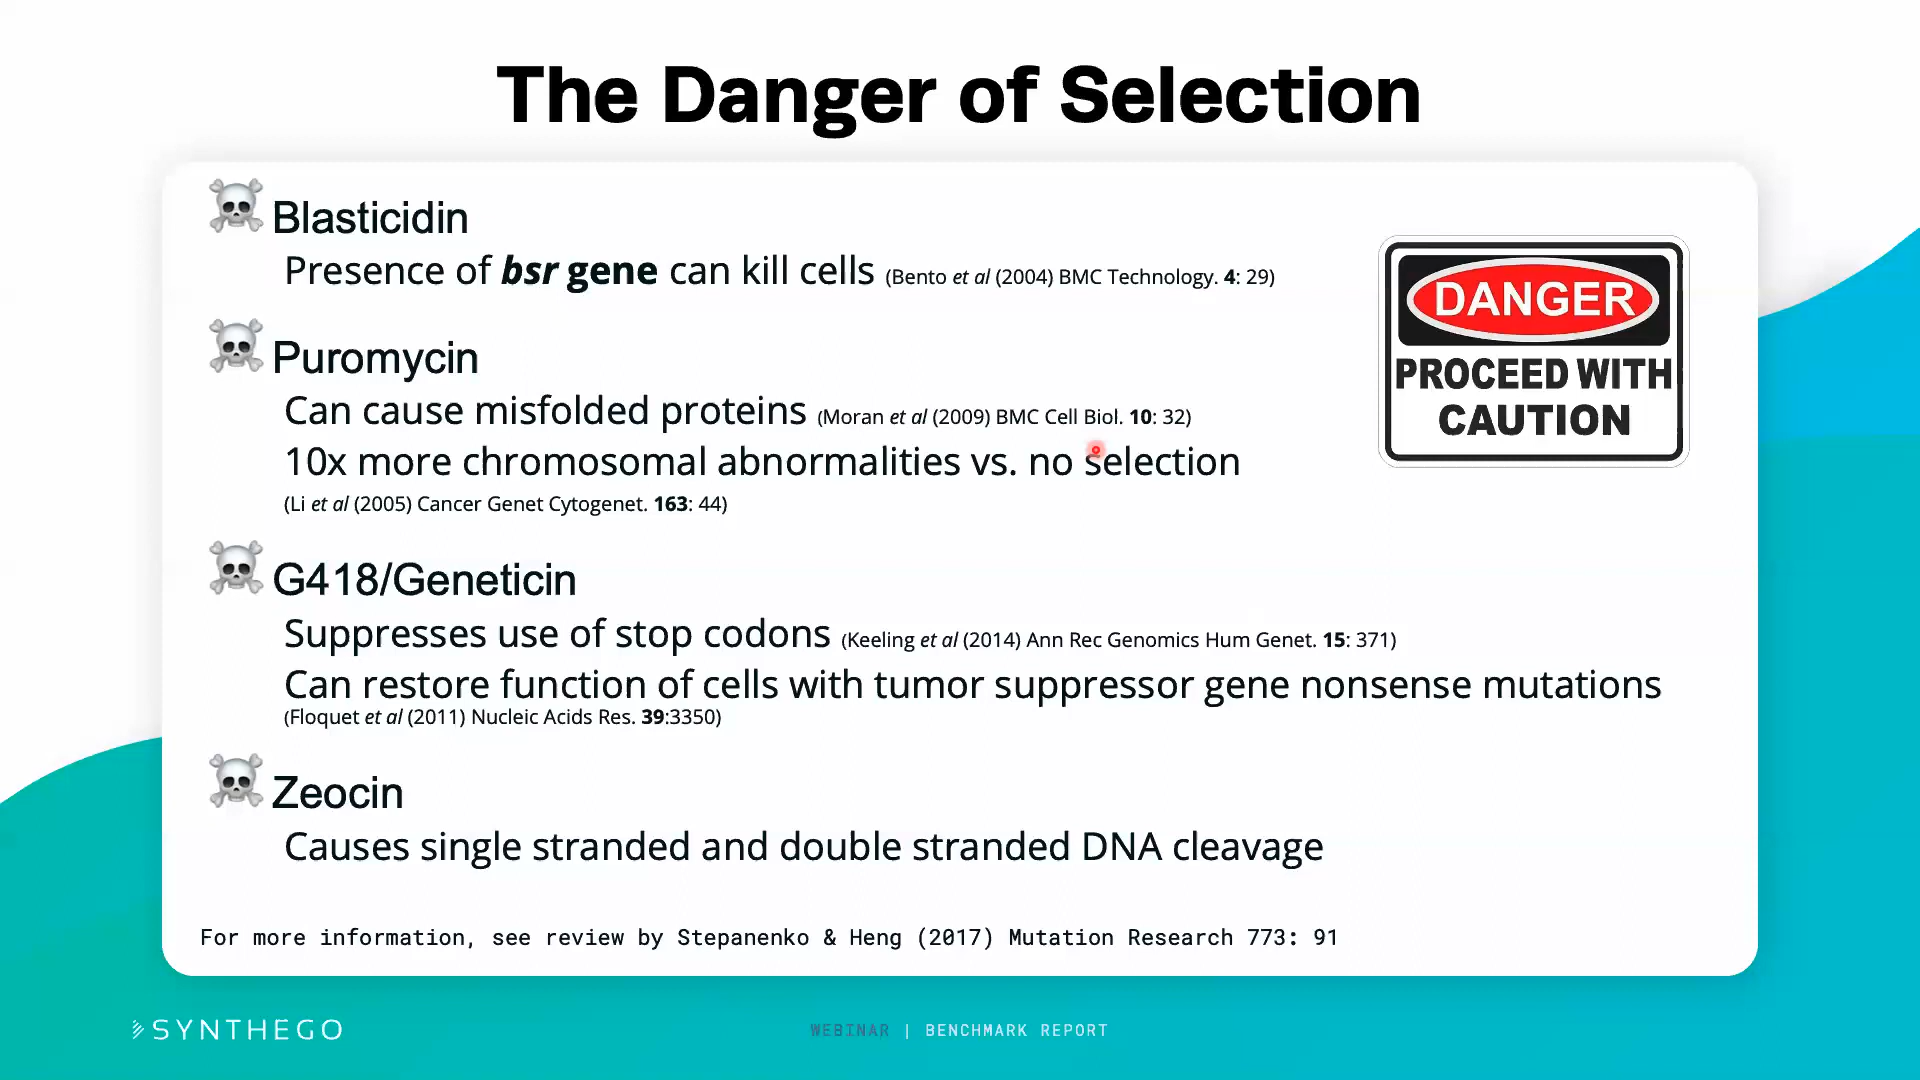 The Danger of Selection
Blasticidin
Presence of bsr gene can kill cells (Bento et al (2004) BMC Technology. 4: 29)
Puromycin
Can cause misfolded proteins (Moran et al (2009) BMC Cell Biol. 10: 32)
10x more chromosomal abnormalities vs. no selection
(Li et al (2005) Cancer Genet Cytogenet. 163: 44)
G418/Geneticin
Suppresses use of stop codons (Keeling et al (2014) Ann Rec Genomics Hum Genet. 15: 371)
Can restore function of cells with tumor suppressor gene nonsense mutations
(Floquet et al (2011) Nucleic Acids Res. 39:3350)
Zeocin
Causes single stranded and double stranded DNA cleavage
For more information, see review by Stepanenko & Heng (2017) Mutation Research 773: 91
DANGER
PROCEED WITH
CAUTION
SYNTHEGO
WEBINAR | BENCHMARK REPORT